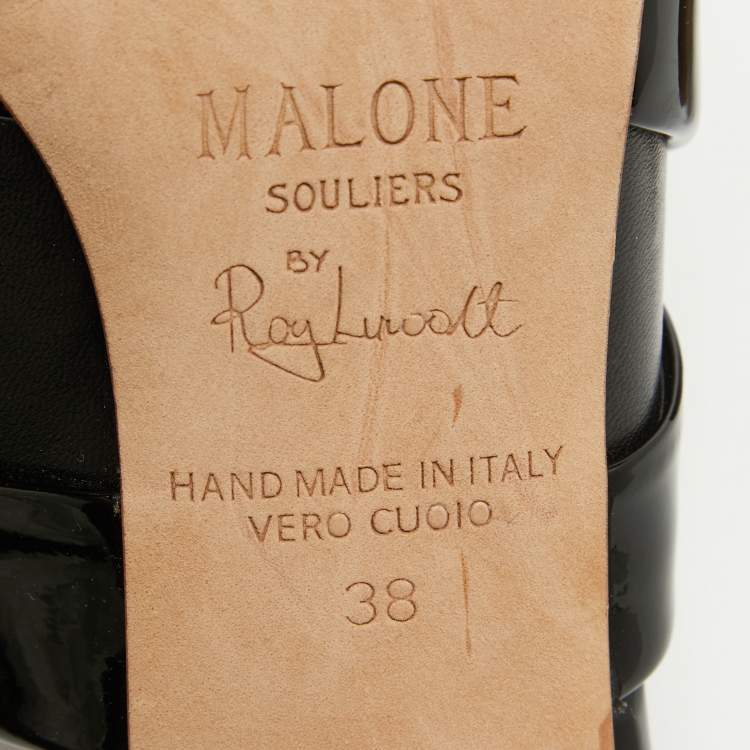 MALONE
SOULIERS
BY
Roy Luwolt
HAND MADE IN ITALY
VERO CUOIO
38